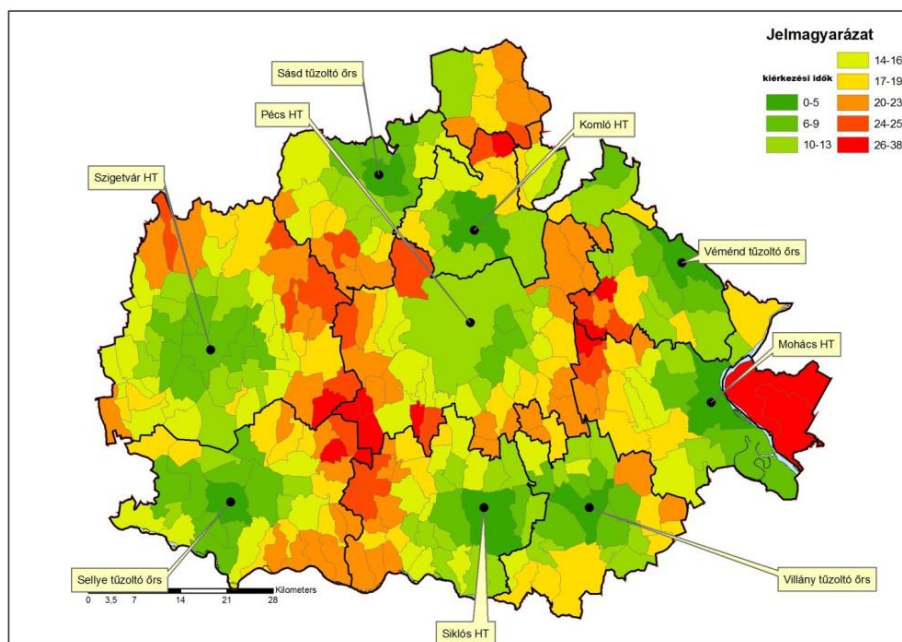 Jelmagyarázat
kiérkezési idők
0-5
6-9
10-13
14-16
17-19
20-23
24-25
26-38
Sásd tűzoltó őrs
Pécs HT
Komló HT
Szigetvár HT
Véménd tűzoltó őrs
Mohács HT
Sellye tűzoltó őrs
Villány tűzoltó őrs
Siklós HT
Kilometers
0 3,5 7 14 21 28